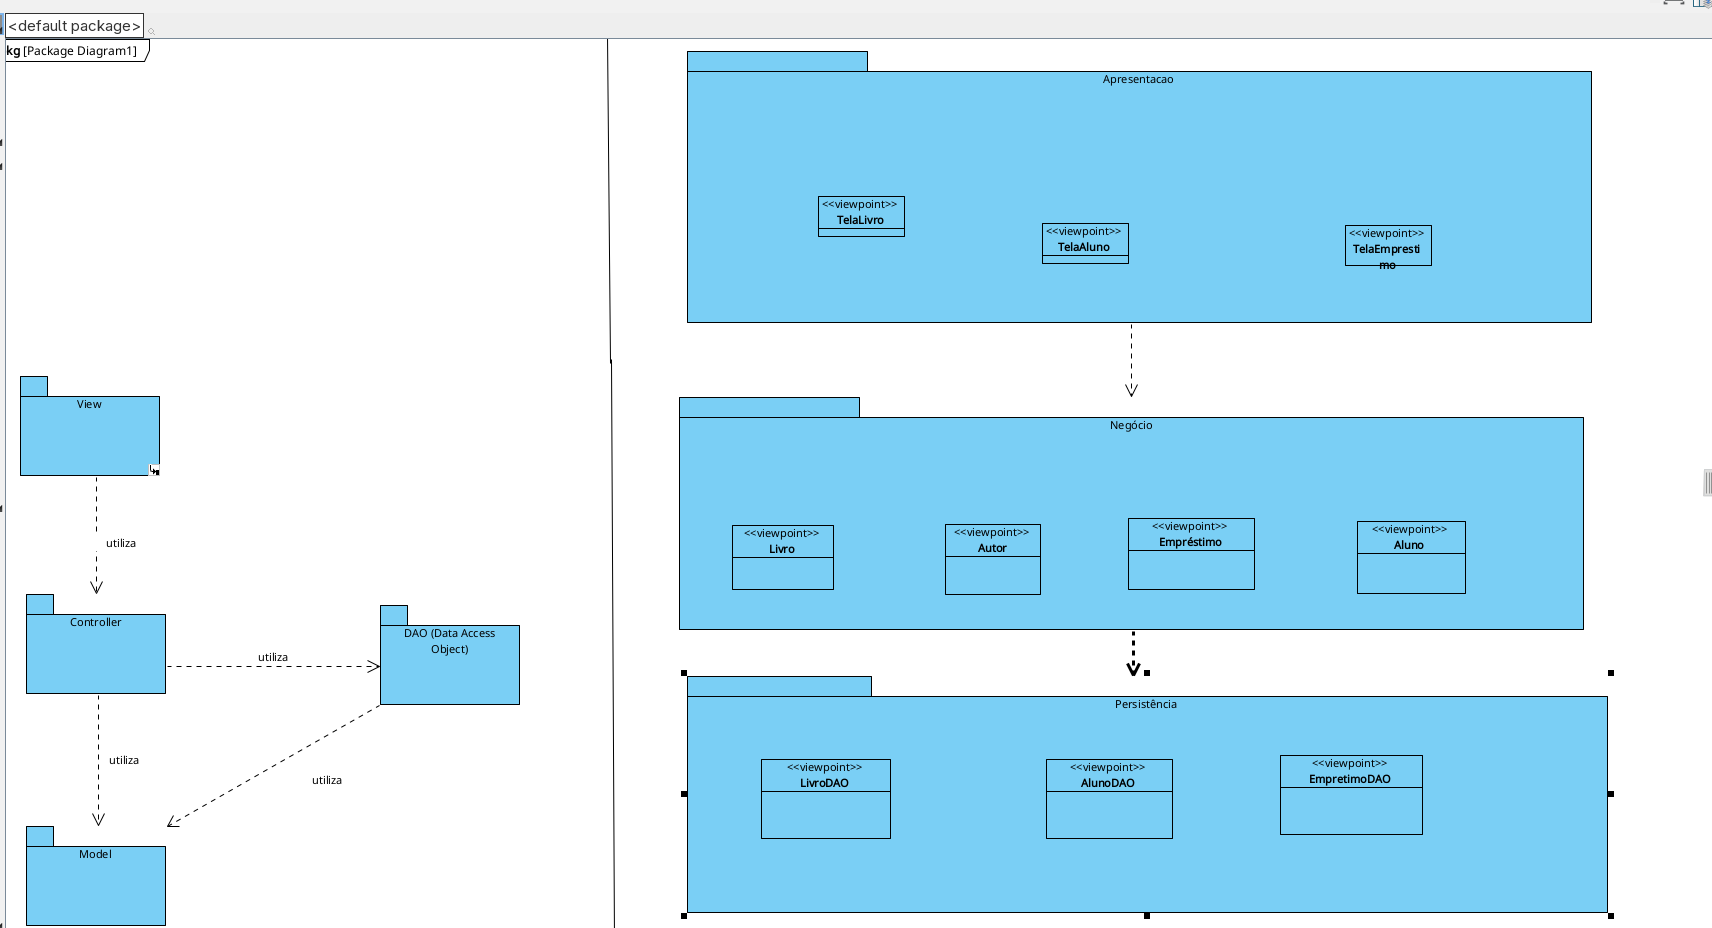 <default package>
kg [Package Diagram1]
View
utiliza
Controller
utiliza
DAO (Data Access
Object)
utiliza
utiliza
Model
Apresentacao
<<viewpoint>>
TelaLivro
<<viewpoint>>
TelaAluno
<<viewpoint>>
TelaEmpresti
mo
Negócio
<<viewpoint>>
Livro
<<viewpoint>>
Autor
<<viewpoint>>
Empréstimo
<<viewpoint>>
Aluno
Persistência
<<viewpoint>>
LivroDAO
<<viewpoint>>
AlunoDAO
<<viewpoint>>
EmpretimoDAO